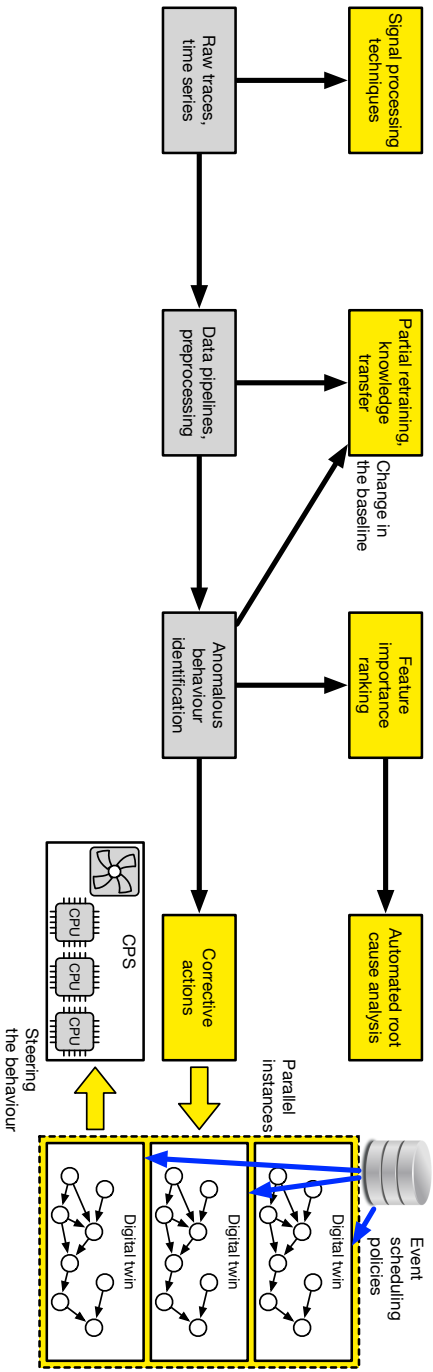 Signal processing
techniques
Partial retraining,
knowledge
transfer
Feature
importance
ranking
Automated root
cause analysis
Event
scheduling
policies
Change in
the baseline
Raw traces,
time series
Data pipelines,
preprocessing
Anomalous
behaviour
identification
Corrective
actions
Parallel
instances
Digital twin
Digital twin
Digital twin
CPS
CPU
CPU
CPU
Steering
the behaviour